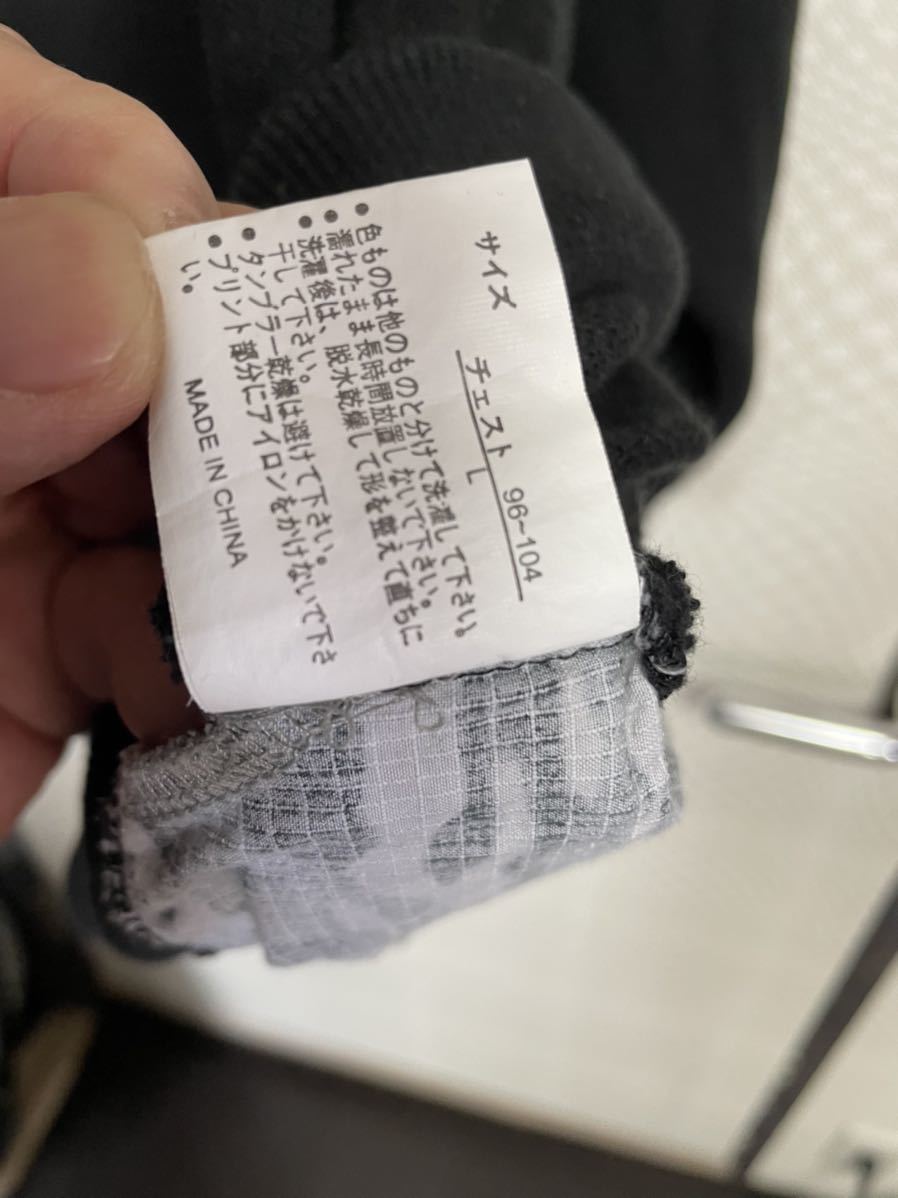 サイズ
チェスト 96~104
L
●色ものは他のものと分けて洗濯して下さい。
●濡れたまま長時間放置しないで下さい。
●洗濯後は、脱水乾燥して形を整えて直ちに
干して下さい。
●タンブラー乾燥は避けて下さい。
●プリント部分にアイロンをかけないで下さ
い。
MADE IN CHINA